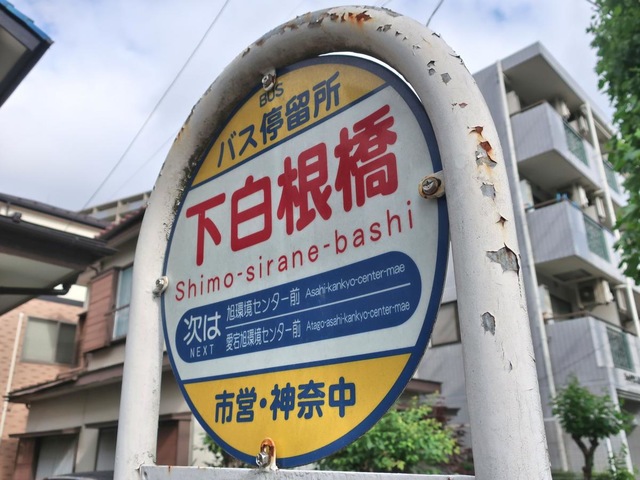 BUS
バス停留所
下白根橋
Shimo-sirane-bashi
次は
NEXT
旭環境センター前 Asahi-kankyo-center-mae
愛宕旭環境センター前 Atago-asahi-kankyo-center-mae
市営・神奈中